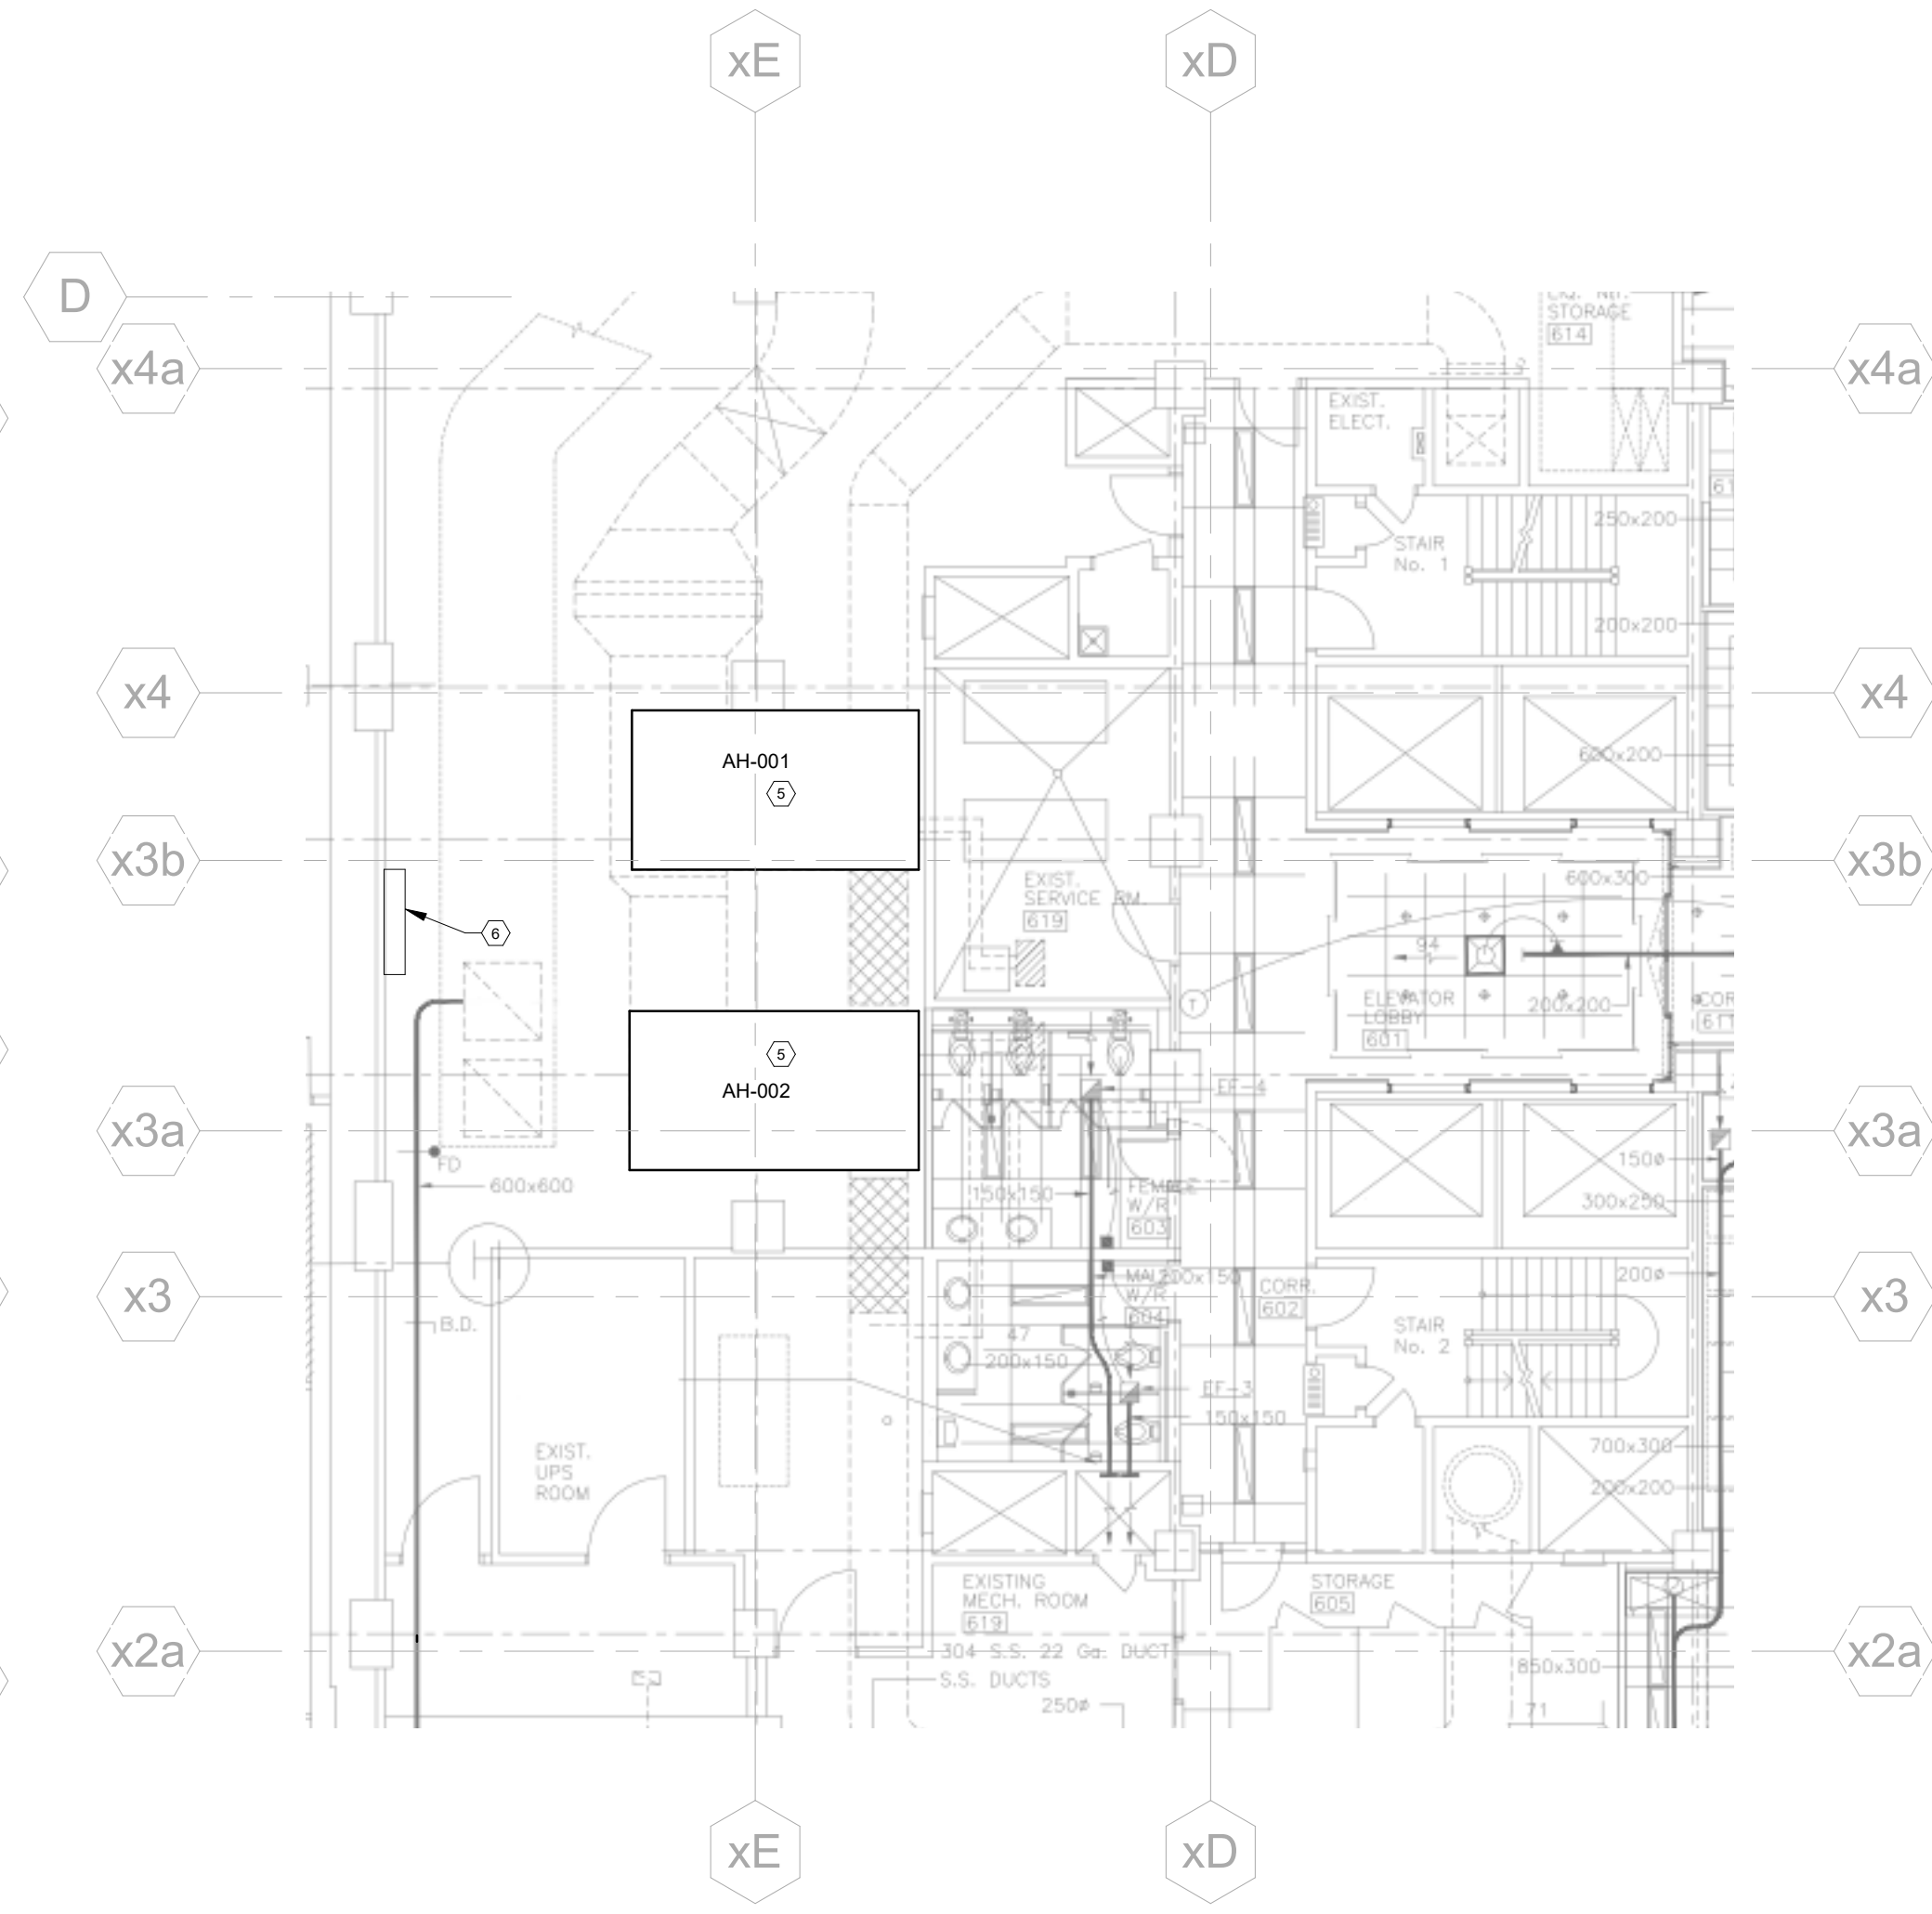 xE
xD
D
x4a
x4a
STORAGE
614
EXIST.
ELECT.
250x200
STAIR
No. 1
200x200
x4
x4
AH-001
5
600x200
x3b
x3b
600x300
EXIST.
SERVICE RM.
619
6
94
T
ELEVATOR
LOBBY
601
200x200
COR
611
5
AH-002
EF-4
x3a
x3a
FD
600x600
150ø
150x150
FEMALE
W/R
603
300x250
200x150
W/R
604
CORR.
602
200ø
x3
x3
B.D.
47
200x150
STAIR
No. 2
EF-3
150x150
EXIST.
UPS
ROOM
700x300
200x200
EXISTING
MECH. ROOM
619
STORAGE
605
x2a
x2a
304 S.S. 22 Ga. DUCT
S.S. DUCTS
850x300
250ø
71
xE
xD